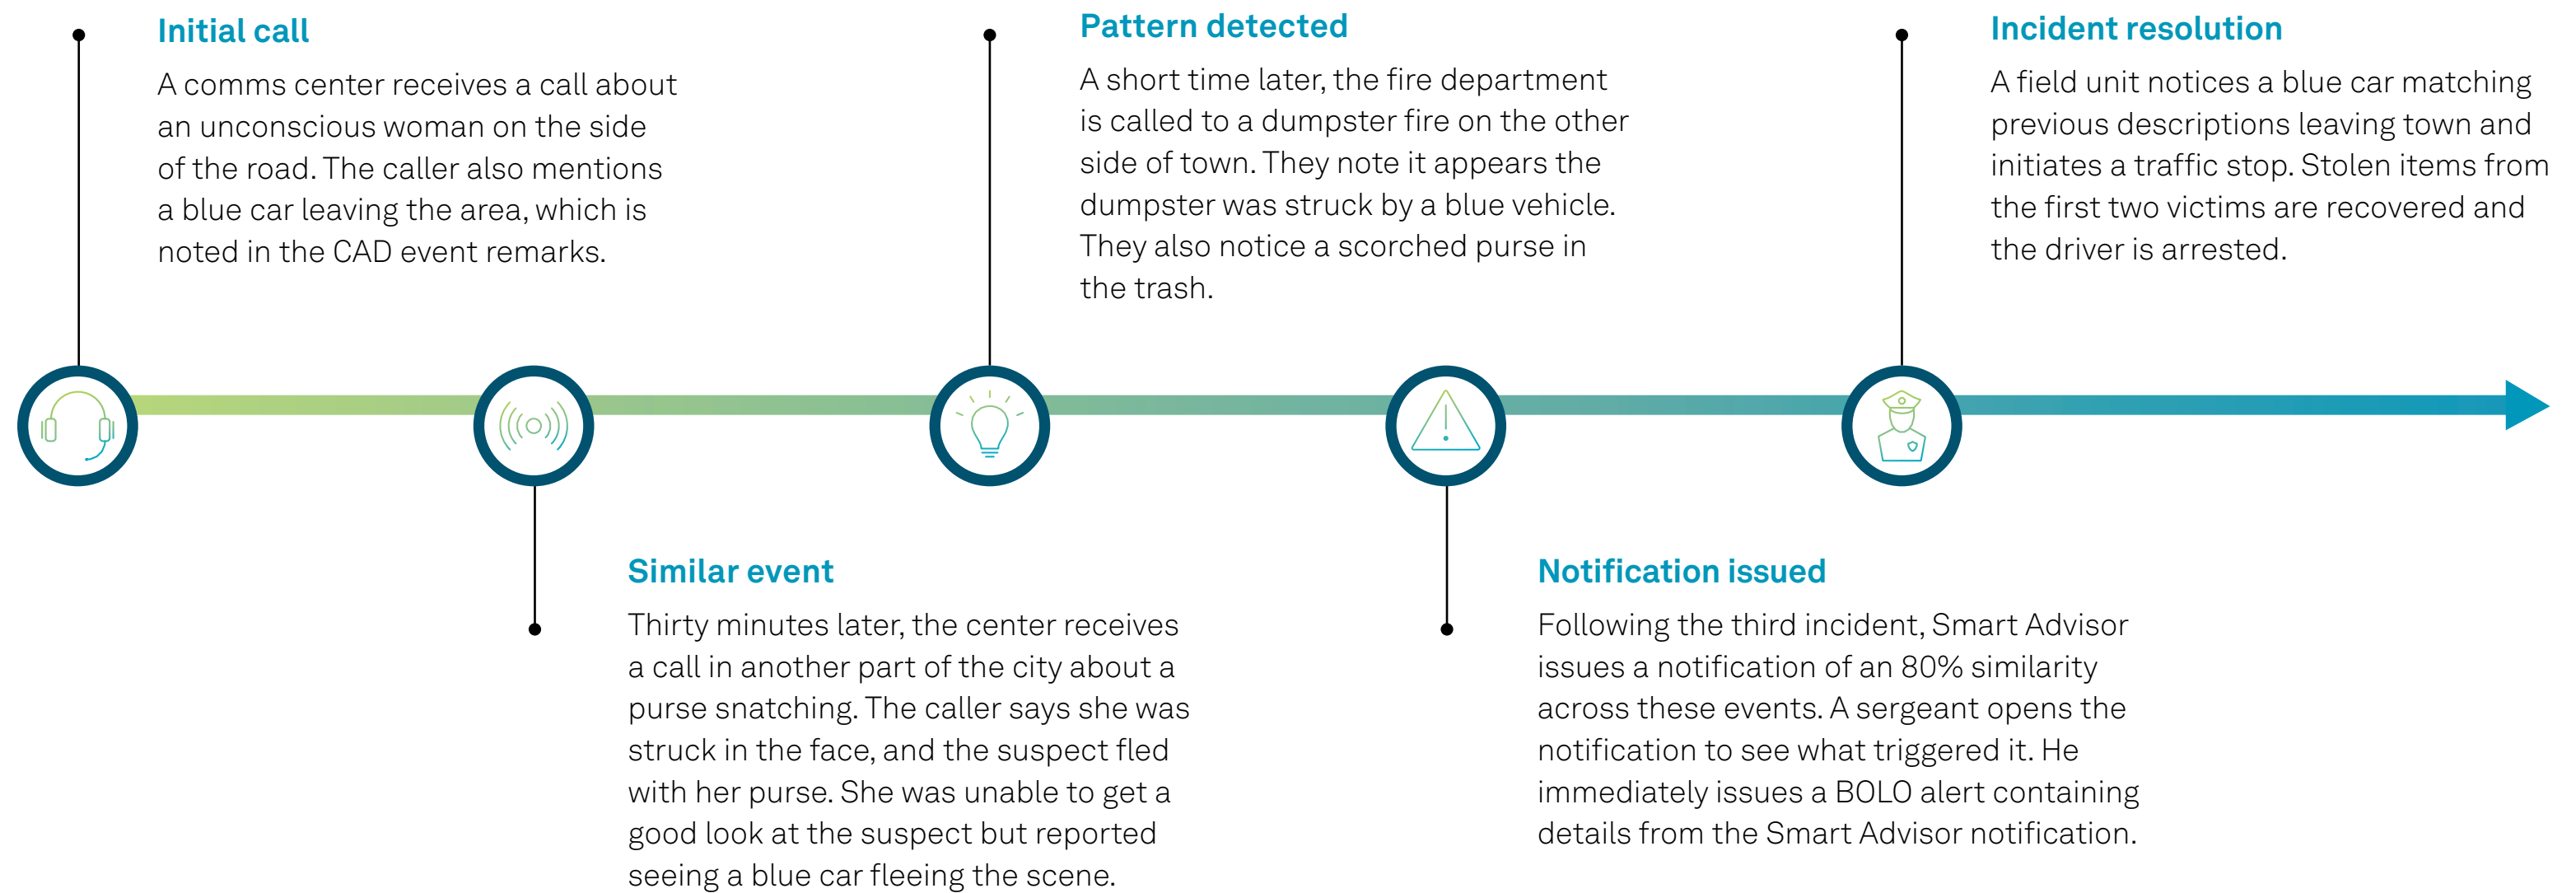 Initial call
A comms center receives a call about
an unconscious woman on the side
of the road. The caller also mentions
a blue car leaving the area, which is
noted in the CAD event remarks.
Similar event
Thirty minutes later, the center receives
a call in another part of the city about a
purse snatching. The caller says she was
struck in the face, and the suspect fled
with her purse. She was unable to get a
good look at the suspect but reported
seeing a blue car fleeing the scene.
Pattern detected
A short time later, the fire department
is called to a dumpster fire on the other
side of town. They note it appears the
dumpster was struck by a blue vehicle.
They also notice a scorched purse in
the trash.
Notification issued
Following the third incident, Smart Advisor
issues a notification of an 80% similarity
across these events. A sergeant opens the
notification to see what triggered it. He
immediately issues a BOLO alert containing
details from the Smart Advisor notification.
Incident resolution
A field unit notices a blue car matching
previous descriptions leaving town and
initiates a traffic stop. Stolen items from
the first two victims are recovered and
the driver is arrested.